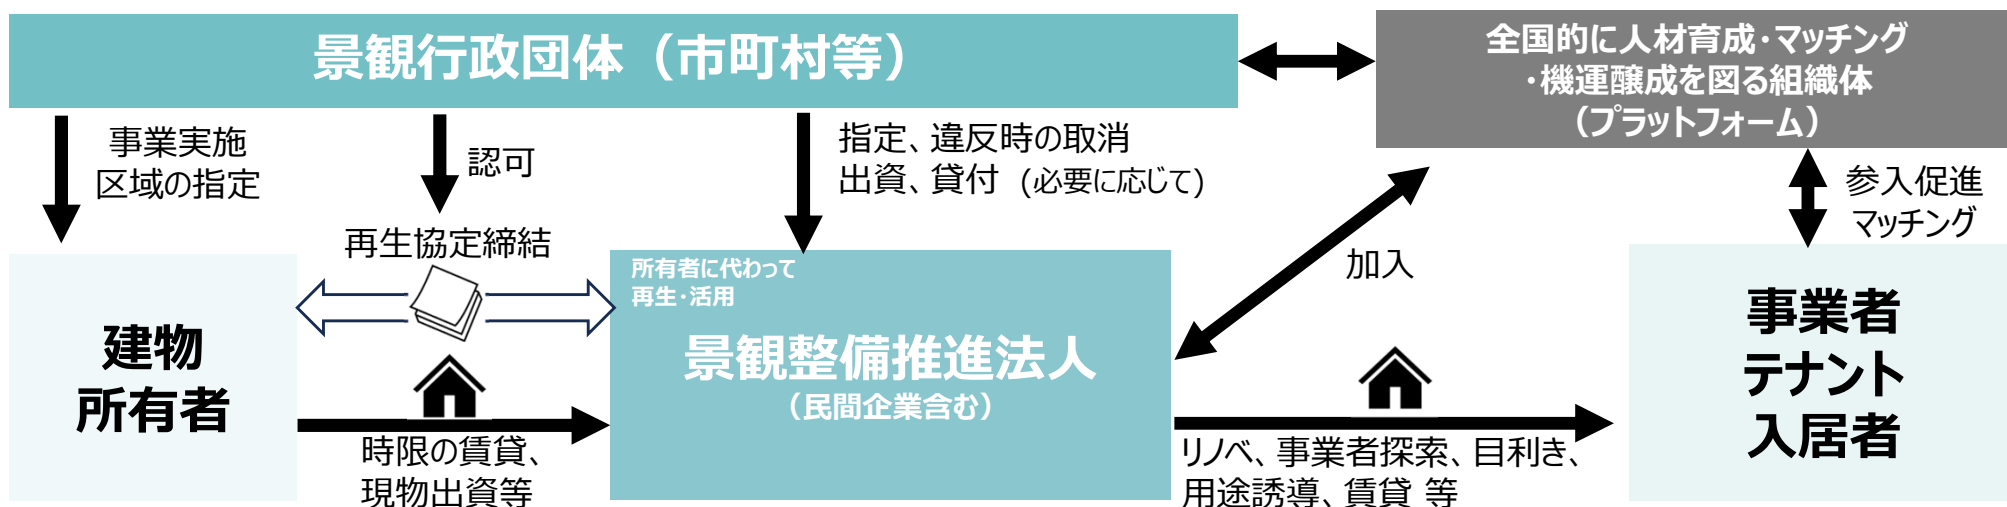 景観行政団体（市町村等）
全国的に人材育成・マッチング
・機運醸成を図る組織体
（プラットフォーム）
事業実施
区域の指定
認可
指定、違反時の取消
出資、貸付 (必要に応じて)
参入促進
マッチング
再生協定締結
加入
建物
所有者
所有者に代わって
再生・活用
景観整備推進法人
（民間企業含む）
事業者
テナント
入居者
時限の賃貸、
現物出資等
リノベ、事業者探索、目利き、
用途誘導、賃貸 等